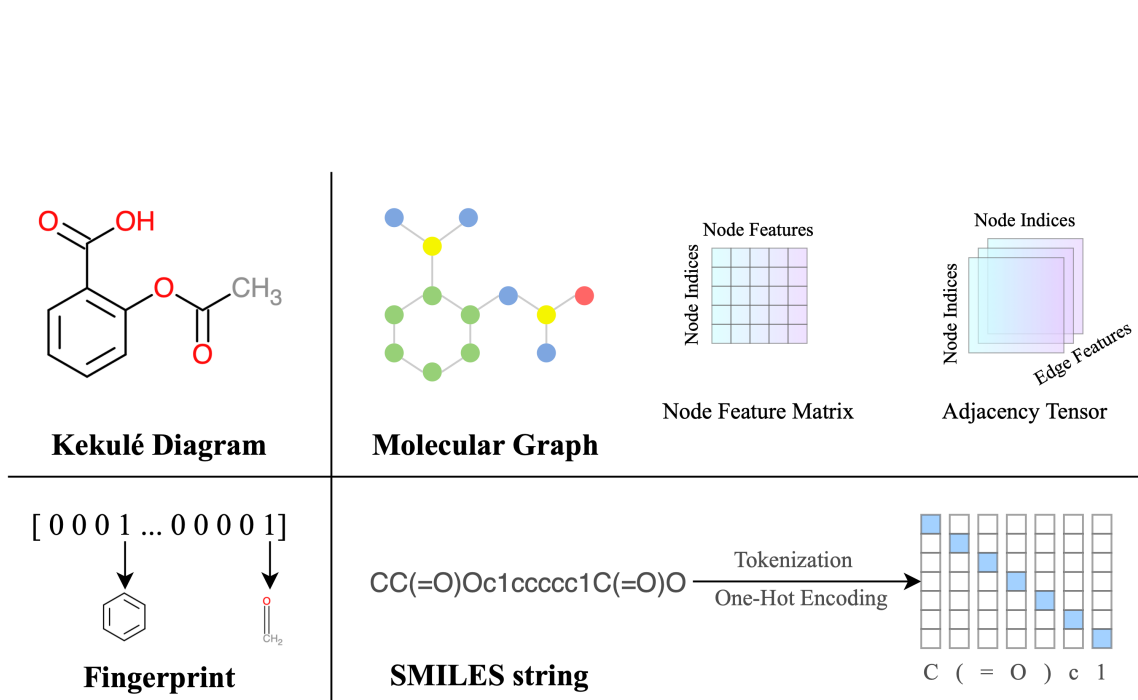 O
OH
O
CH3
O
Kekulé Diagram
Molecular Graph
Node Features
Node Indices
Node Feature Matrix
Node Indices
Node Indices
Edge Features
Adjacency Tensor
[ 0 0 0 1 ... 0 0 0 0 1]
O
CH2
Fingerprint
CC(=O)Oc1ccccc1C(=O)O
Tokenization
One-Hot Encoding
SMILES string
C ( = O ) c 1